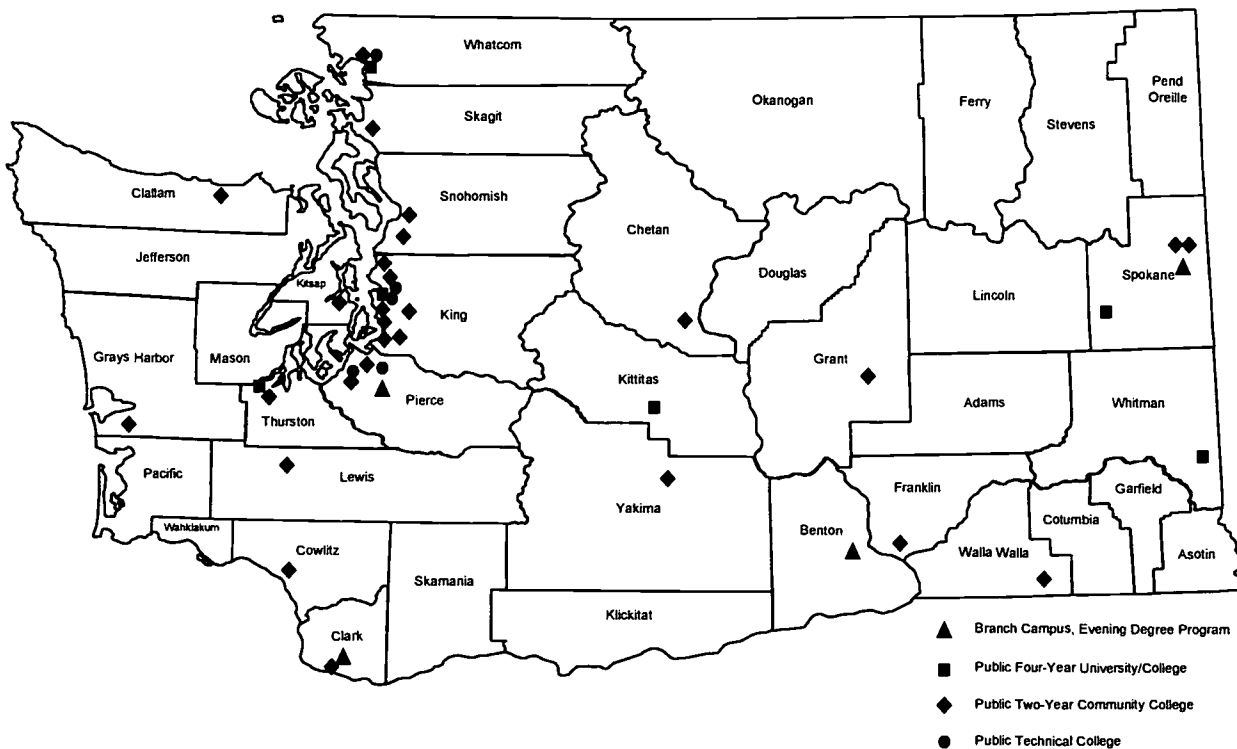 Whatcom
Okanogan
Ferry
Stevens
Pend
Oreille
Skagit
Clallam
Snohomish
Chelan
Jefferson
Douglas
Spokane
Kitsap
King
Lincoln
Grays Harbor
Mason
Grant
Kittitas
Pierce
Adams
Whitman
Thurston
Pacific
Lewis
Yakima
Franklin
Garfield
Wahkiakum
Columbia
Cowlitz
Benton
Walla Walla
Asotin
Skamania
Klickitat
Clark
Branch Campus, Evening Degree Program
Public Four-Year University/College
Public Two-Year Community College
Public Technical College